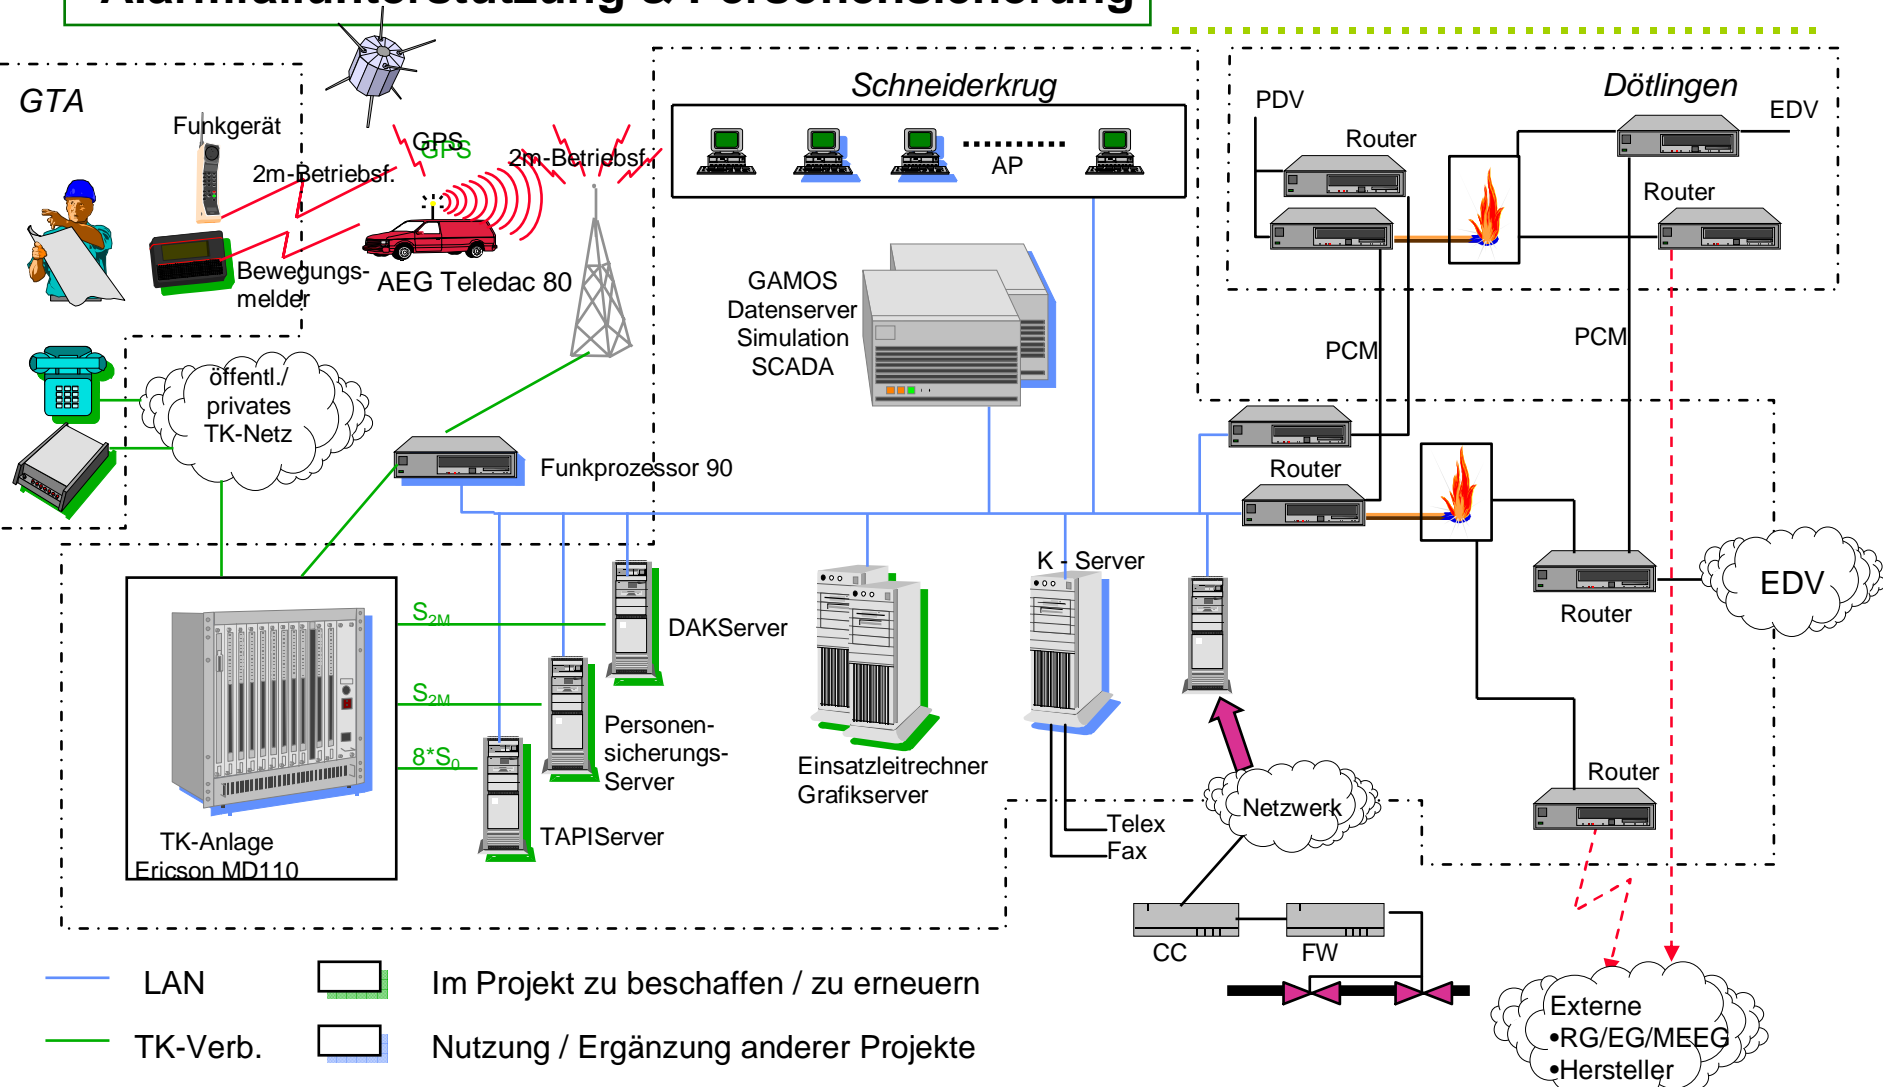 Alarmfallunterstützung & Personensicherung
GTA
Funkgerät
2m-Betriebsf.
GPS
GPS
2m-Betriebsf.
Bewegungs-
melder
AEG Teledac 80
Schneiderkrug
AP
GAMOS
Datenserver
Simulation
SCADA
Dötlingen
PDV
EDV
Router
Router
PCM
PCM
öffentl./
privates
TK-Netz
Funkprozessor 90
Router
K - Server
EDV
Router
S2M
DAKServer
S2M
Personen-
sicherungs-
Server
8*S0
TAPIServer
Einsatzleitrechner
Grafikserver
TK-Anlage
Ericson MD110
Telex
Fax
Netzwerk
Router
CC
FW
Externe
•RG/EG/MEEG
•Hersteller
LAN
Im Projekt zu beschaffen / zu erneuern
TK-Verb.
Nutzung / Ergänzung anderer Projekte